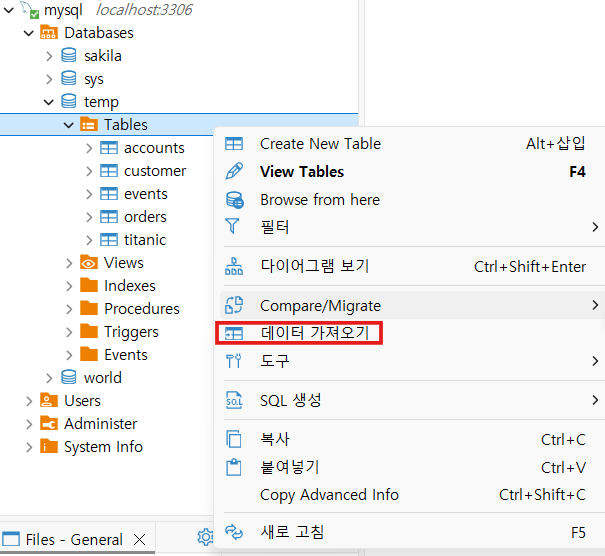 mysql localhost:3306
Databases
sakila
sys
temp
Tables
accounts
customer
events
orders
titanic
Views
Indexes
Procedures
Triggers
Events
world
Users
Administer
System Info
Create New Table Alt+삽입
View Tables F4
Browse from here
필터
다이어그램 보기 Ctrl+Shift+Enter
Compare/Migrate
데이터 가져오기
도구
SQL 생성
복사 Ctrl+C
붙여넣기 Ctrl+V
Copy Advanced Info Ctrl+Shift+C
새로 고침 F5
Files - General